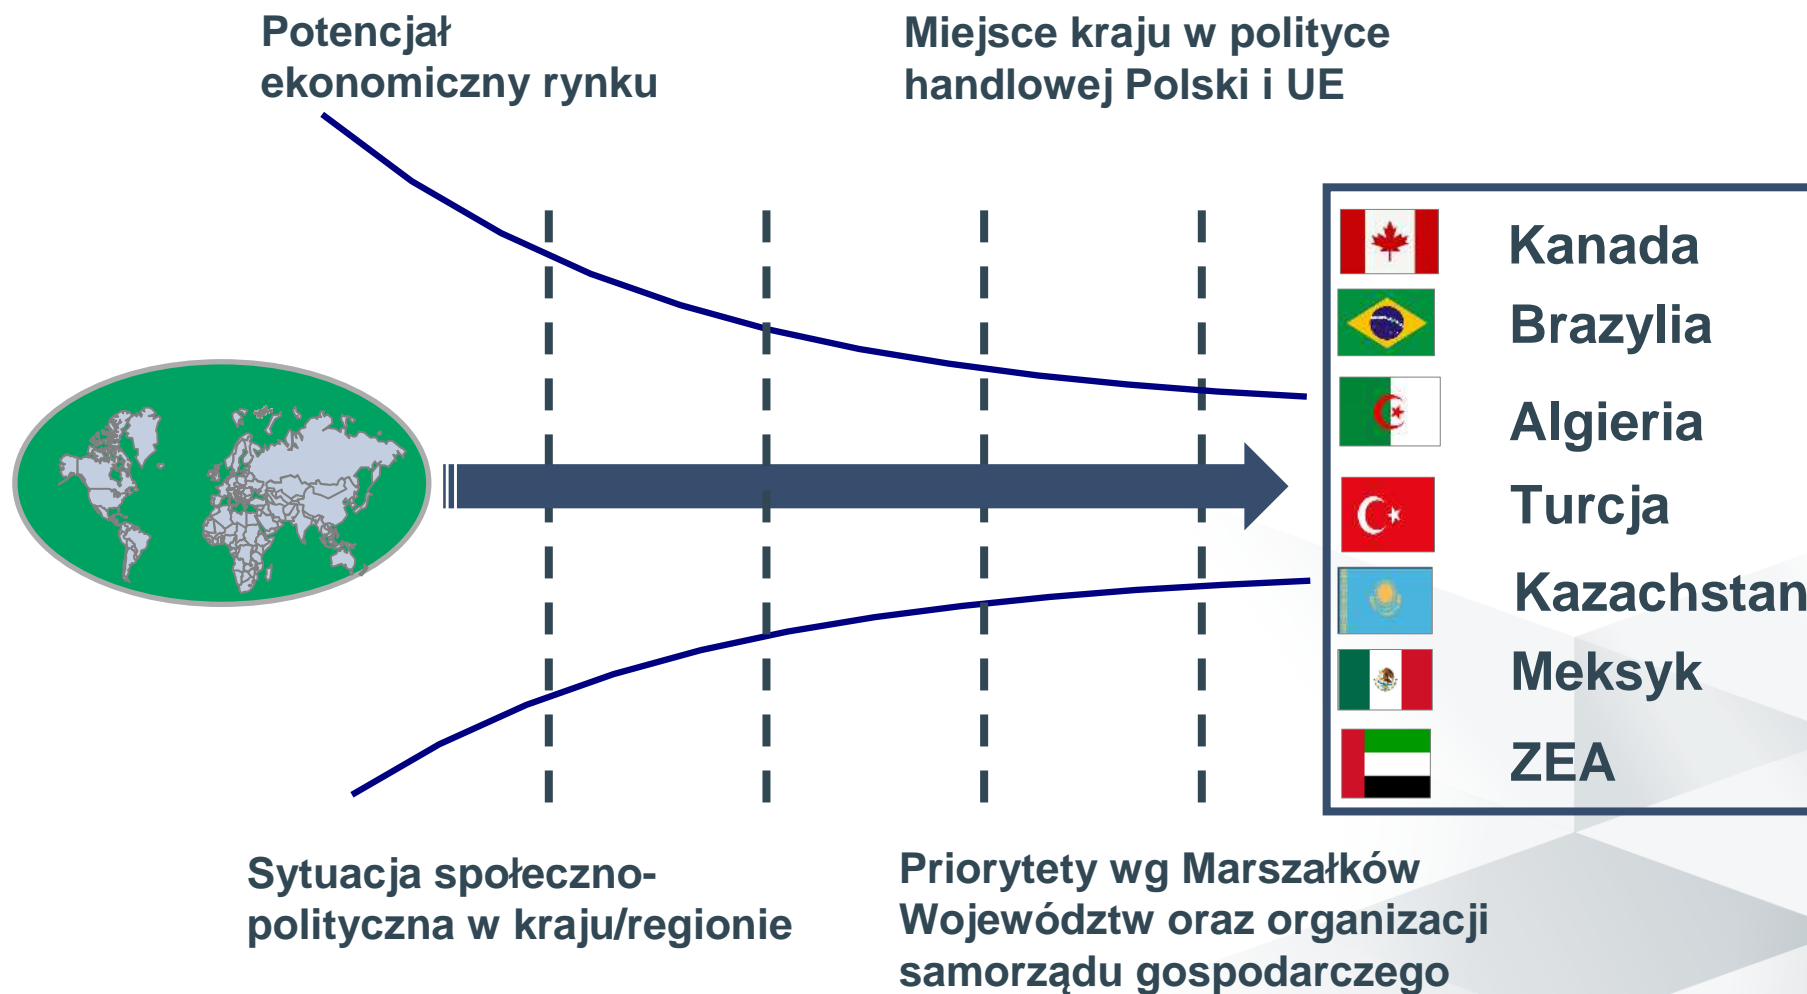 Potencjał
ekonomiczny rynku
Miejsce kraju w polityce
handlowej Polski i UE
Kanada
Brazylia
Algieria
Turcja
Kazachstan
Meksyk
ZEA
Sytuacja społeczno-
polityczna w kraju/regionie
Priorytety wg Marszałków
Województw oraz organizacji
samorządu gospodarczego